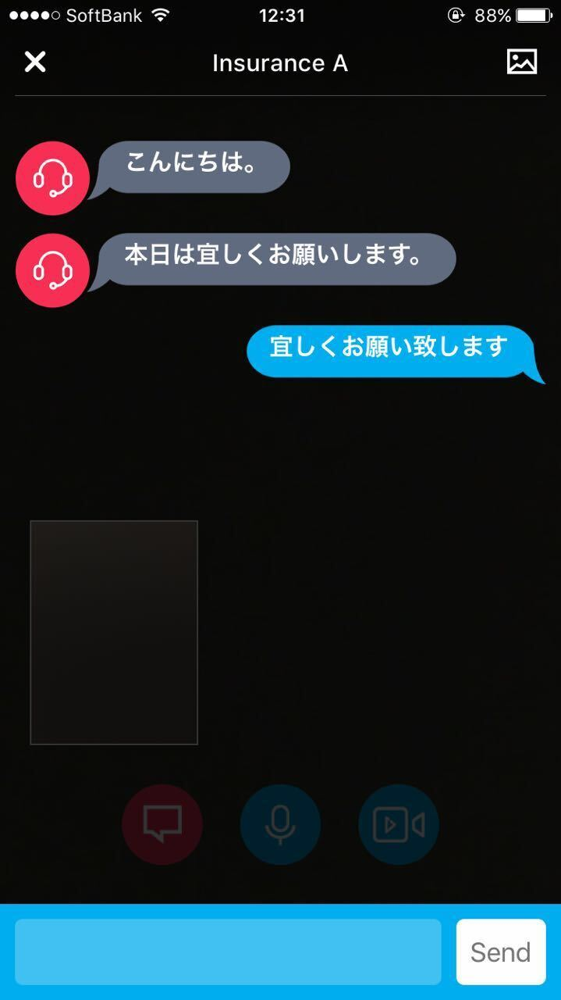 SoftBank
12:31
88%
Insurance A
こんにちは。
本日は宜しくお願いします。
宜しくお願い致します
Send